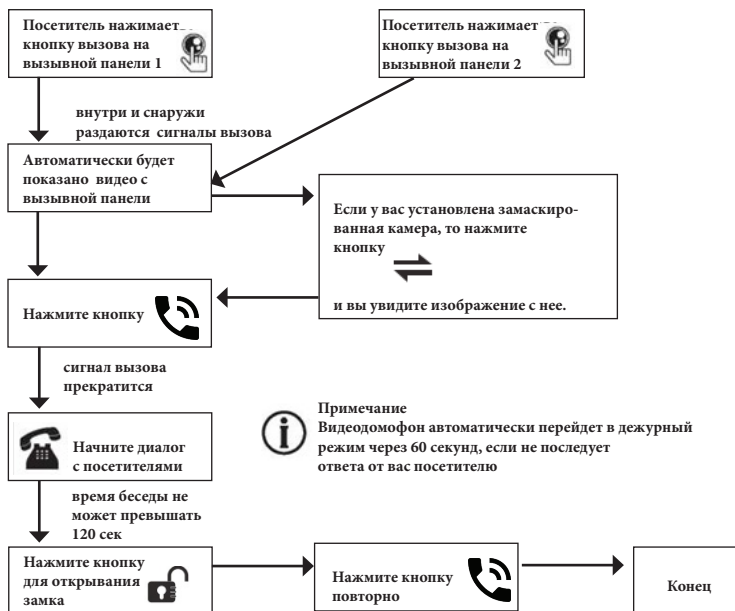 Посетитель нажимает
кнопку вызова на
вызывной панели 1
Посетитель нажимает
кнопку вызова на
вызывной панели 2
внутри и снаружи
раздаются сигналы вызова
Автоматически будет
показано видео с
вызывной панели
Если у вас установлена замаскиро-
ванная камера, то нажмите
кнопку
и вы увидите изображение с нее.
Нажмите кнопку
сигнал вызова
прекратится
Примечание
Видеодомофон автоматически перейдет в дежурный
режим через 60 секунд, если не последует
ответа от вас посетителю
Начните диалог
с посетителями
время беседы не
может превышать
120 сек
Нажмите кнопку
для открывания
замка
Нажмите кнопку
повторно
Конец